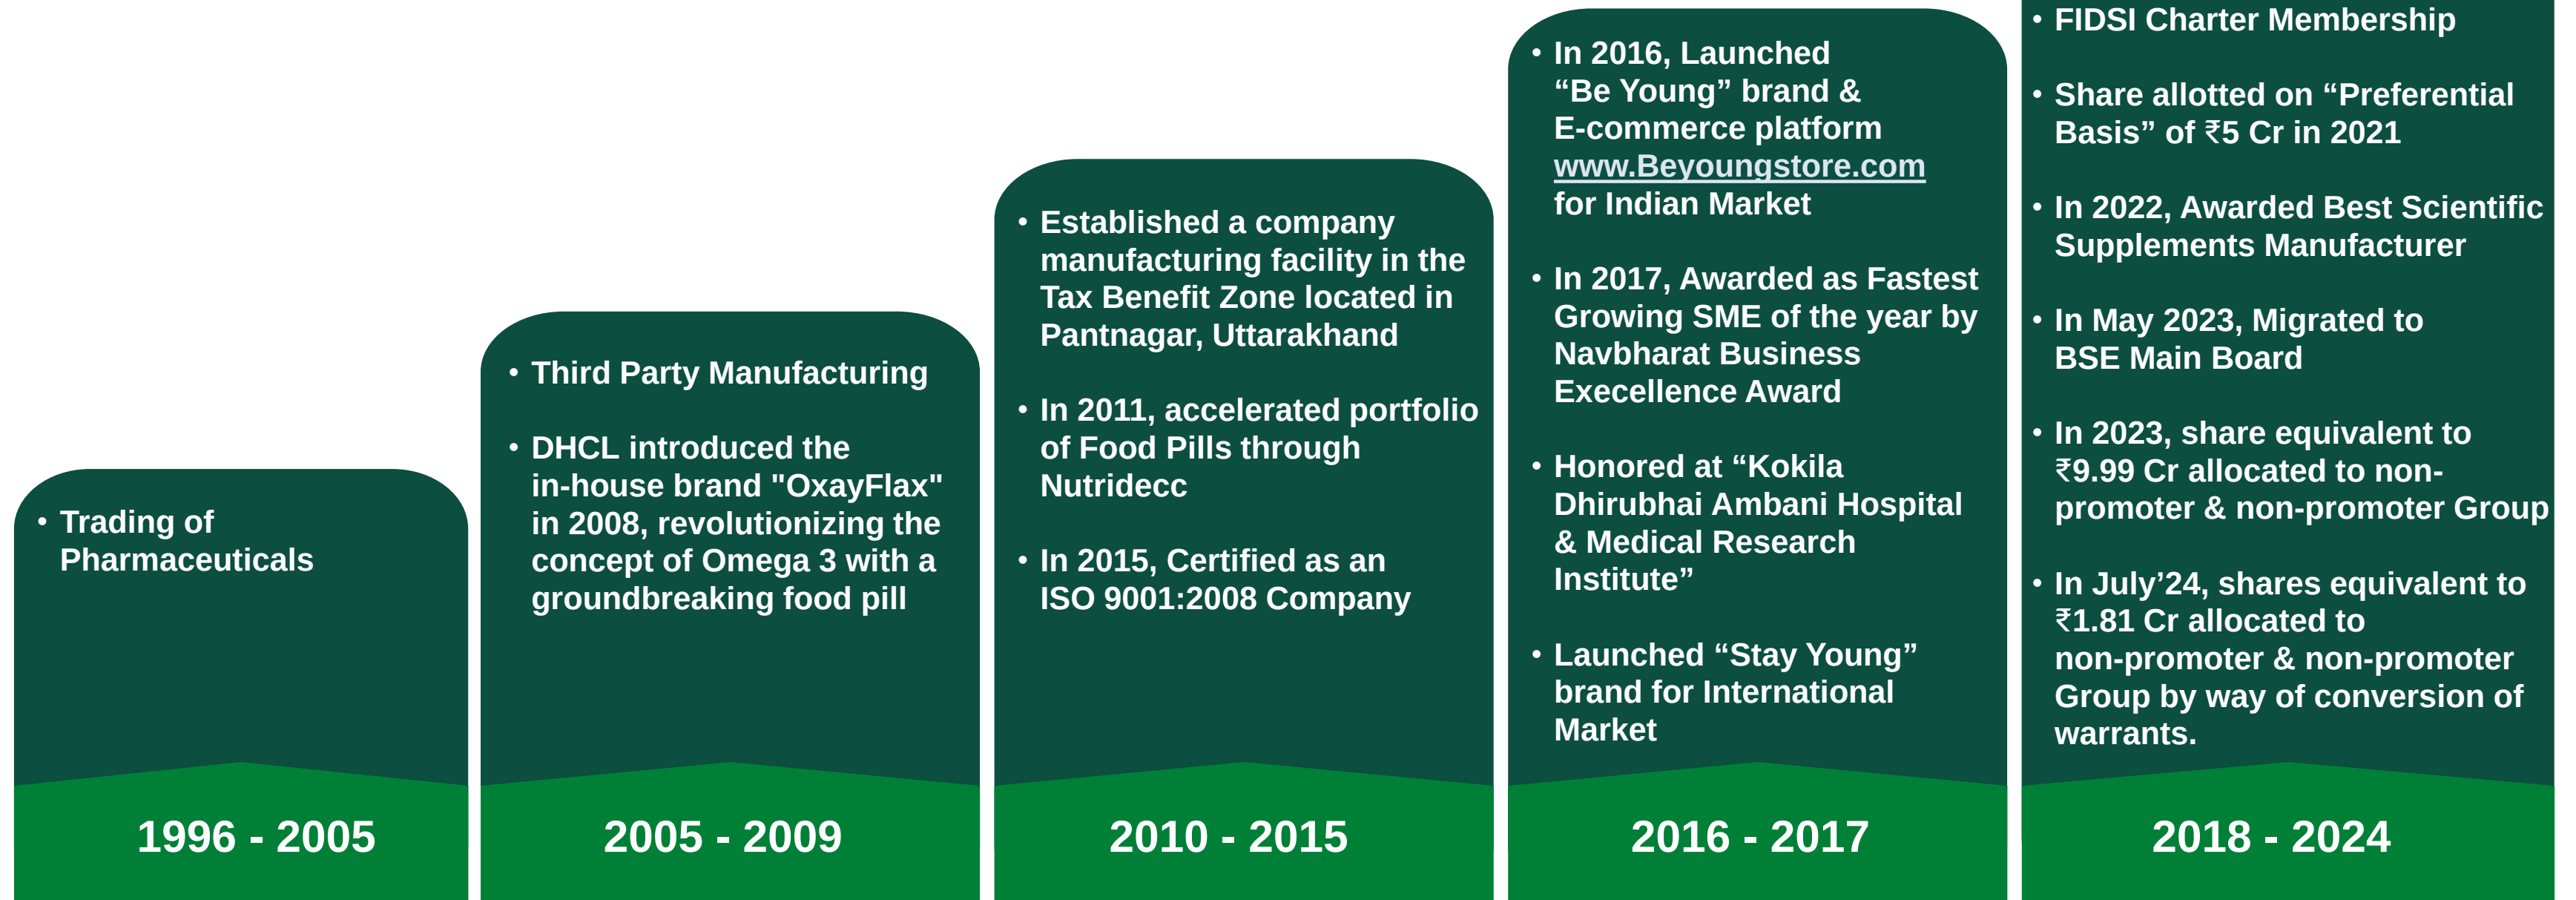 • Trading of
Pharmaceuticals
1996 - 2005
• Third Party Manufacturing
• DHCL introduced the
in-house brand "OxayFlax"
in 2008, revolutionizing the
concept of Omega 3 with a
groundbreaking food pill
2005 - 2009
• Established a company
manufacturing facility in the
Tax Benefit Zone located in
Pantnagar, Uttarakhand
• In 2011, accelerated portfolio
of Food Pills through
Nutridecc
• In 2015, Certified as an
ISO 9001:2008 Company
2010 - 2015
• In 2016, Launched
“Be Young” brand &
E-commerce platform
www.Beyoungstore.com
for Indian Market
• In 2017, Awarded as Fastest
Growing SME of the year by
Navbharat Business
Execellence Award
• Honored at “Kokila
Dhirubhai Ambani Hospital
& Medical Research
Institute”
• Launched “Stay Young”
brand for International
Market
2016 - 2017
• FIDSI Charter Membership
• Share allotted on “Preferential
Basis” of ₹5 Cr in 2021
• In 2022, Awarded Best Scientific
Supplements Manufacturer
• In May 2023, Migrated to
BSE Main Board
• In 2023, share equivalent to
₹9.99 Cr allocated to non-
promoter & non-promoter Group
• In July’24, shares equivalent to
₹1.81 Cr allocated to
non-promoter & non-promoter
Group by way of conversion of
warrants.
2018 - 2024